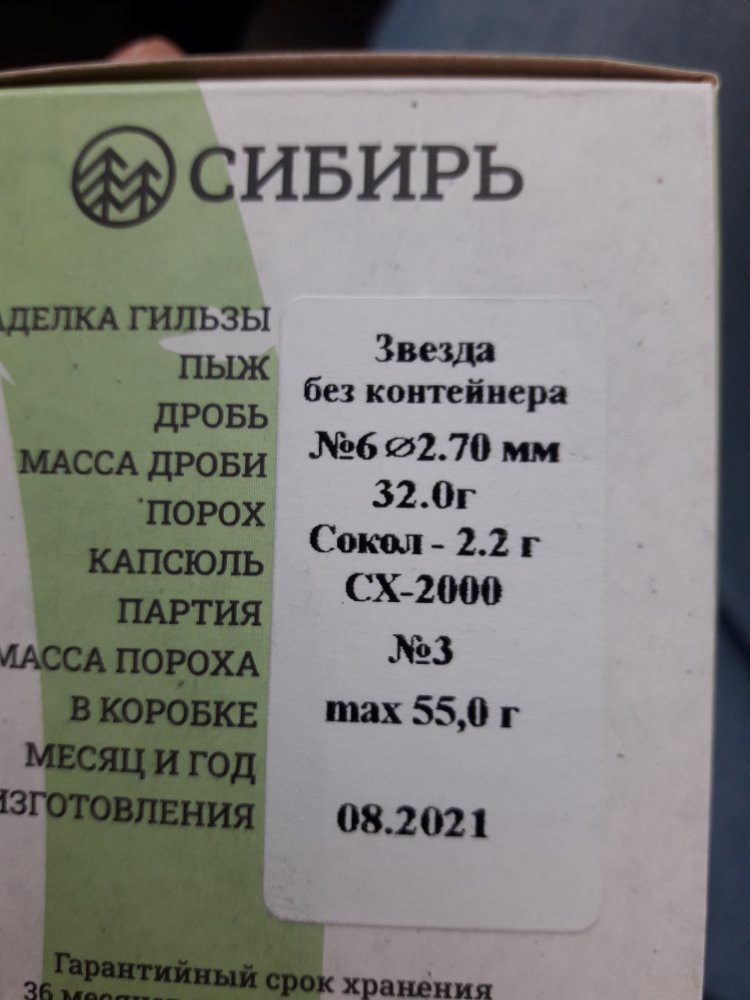 СИБИРЬ
ЗАДЕЛКА ГИЛЬЗЫ Звезда
ПЫЖ без контейнера
ДРОБЬ №6 ⌀2.70 мм
МАССА ДРОБИ 32.0г
ПОРОХ Сокол - 2.2 г
КАПСЮЛЬ СХ-2000
ПАРТИЯ №3
МАССА ПОРОХА
В КОРОБКЕ max 55,0 г
МЕСЯЦ И ГОД
ИЗГОТОВЛЕНИЯ 08.2021
Гарантийный срок хранения
36